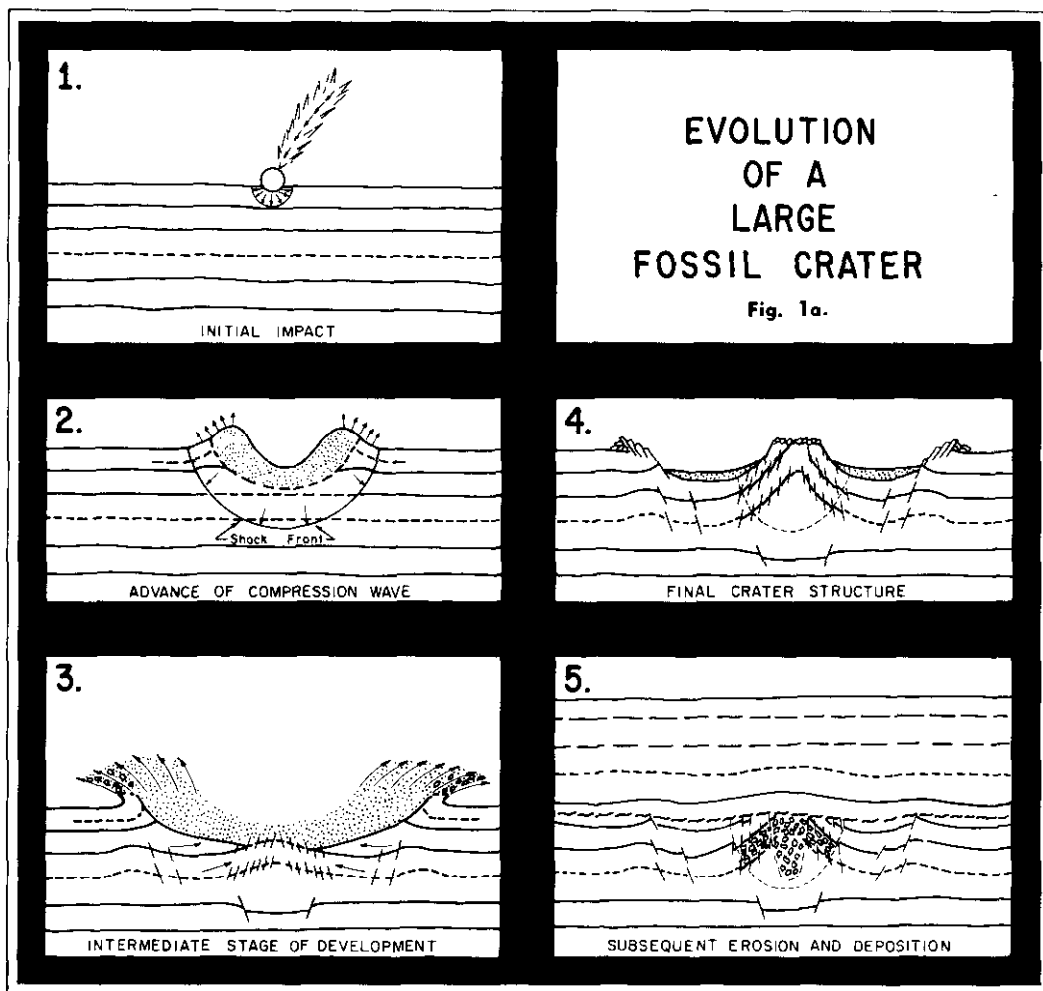 EVOLUTION
OF A
LARGE
FOSSIL CRATER
Fig. 1a.
1.
INITIAL IMPACT
2.
Shock Front
ADVANCE OF COMPRESSION WAVE
3.
INTERMEDIATE STAGE OF DEVELOPMENT
4.
FINAL CRATER STRUCTURE
5.
SUBSEQUENT EROSION AND DEPOSITION